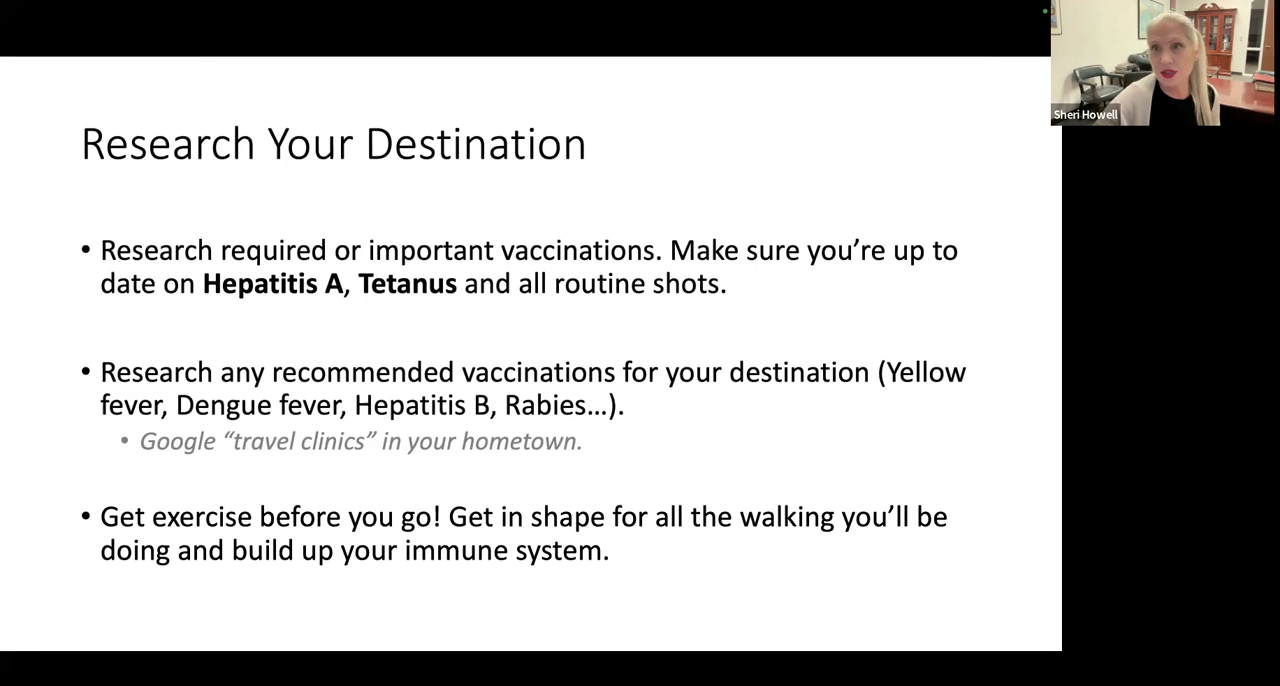 Research Your Destination
• Research required or important vaccinations. Make sure you’re up to
date on Hepatitis A, Tetanus and all routine shots.
• Research any recommended vaccinations for your destination (Yellow
fever, Dengue fever, Hepatitis B, Rabies…).
• Google “travel clinics” in your hometown.
• Get exercise before you go! Get in shape for all the walking you’ll be
doing and build up your immune system.
Sheri Howell